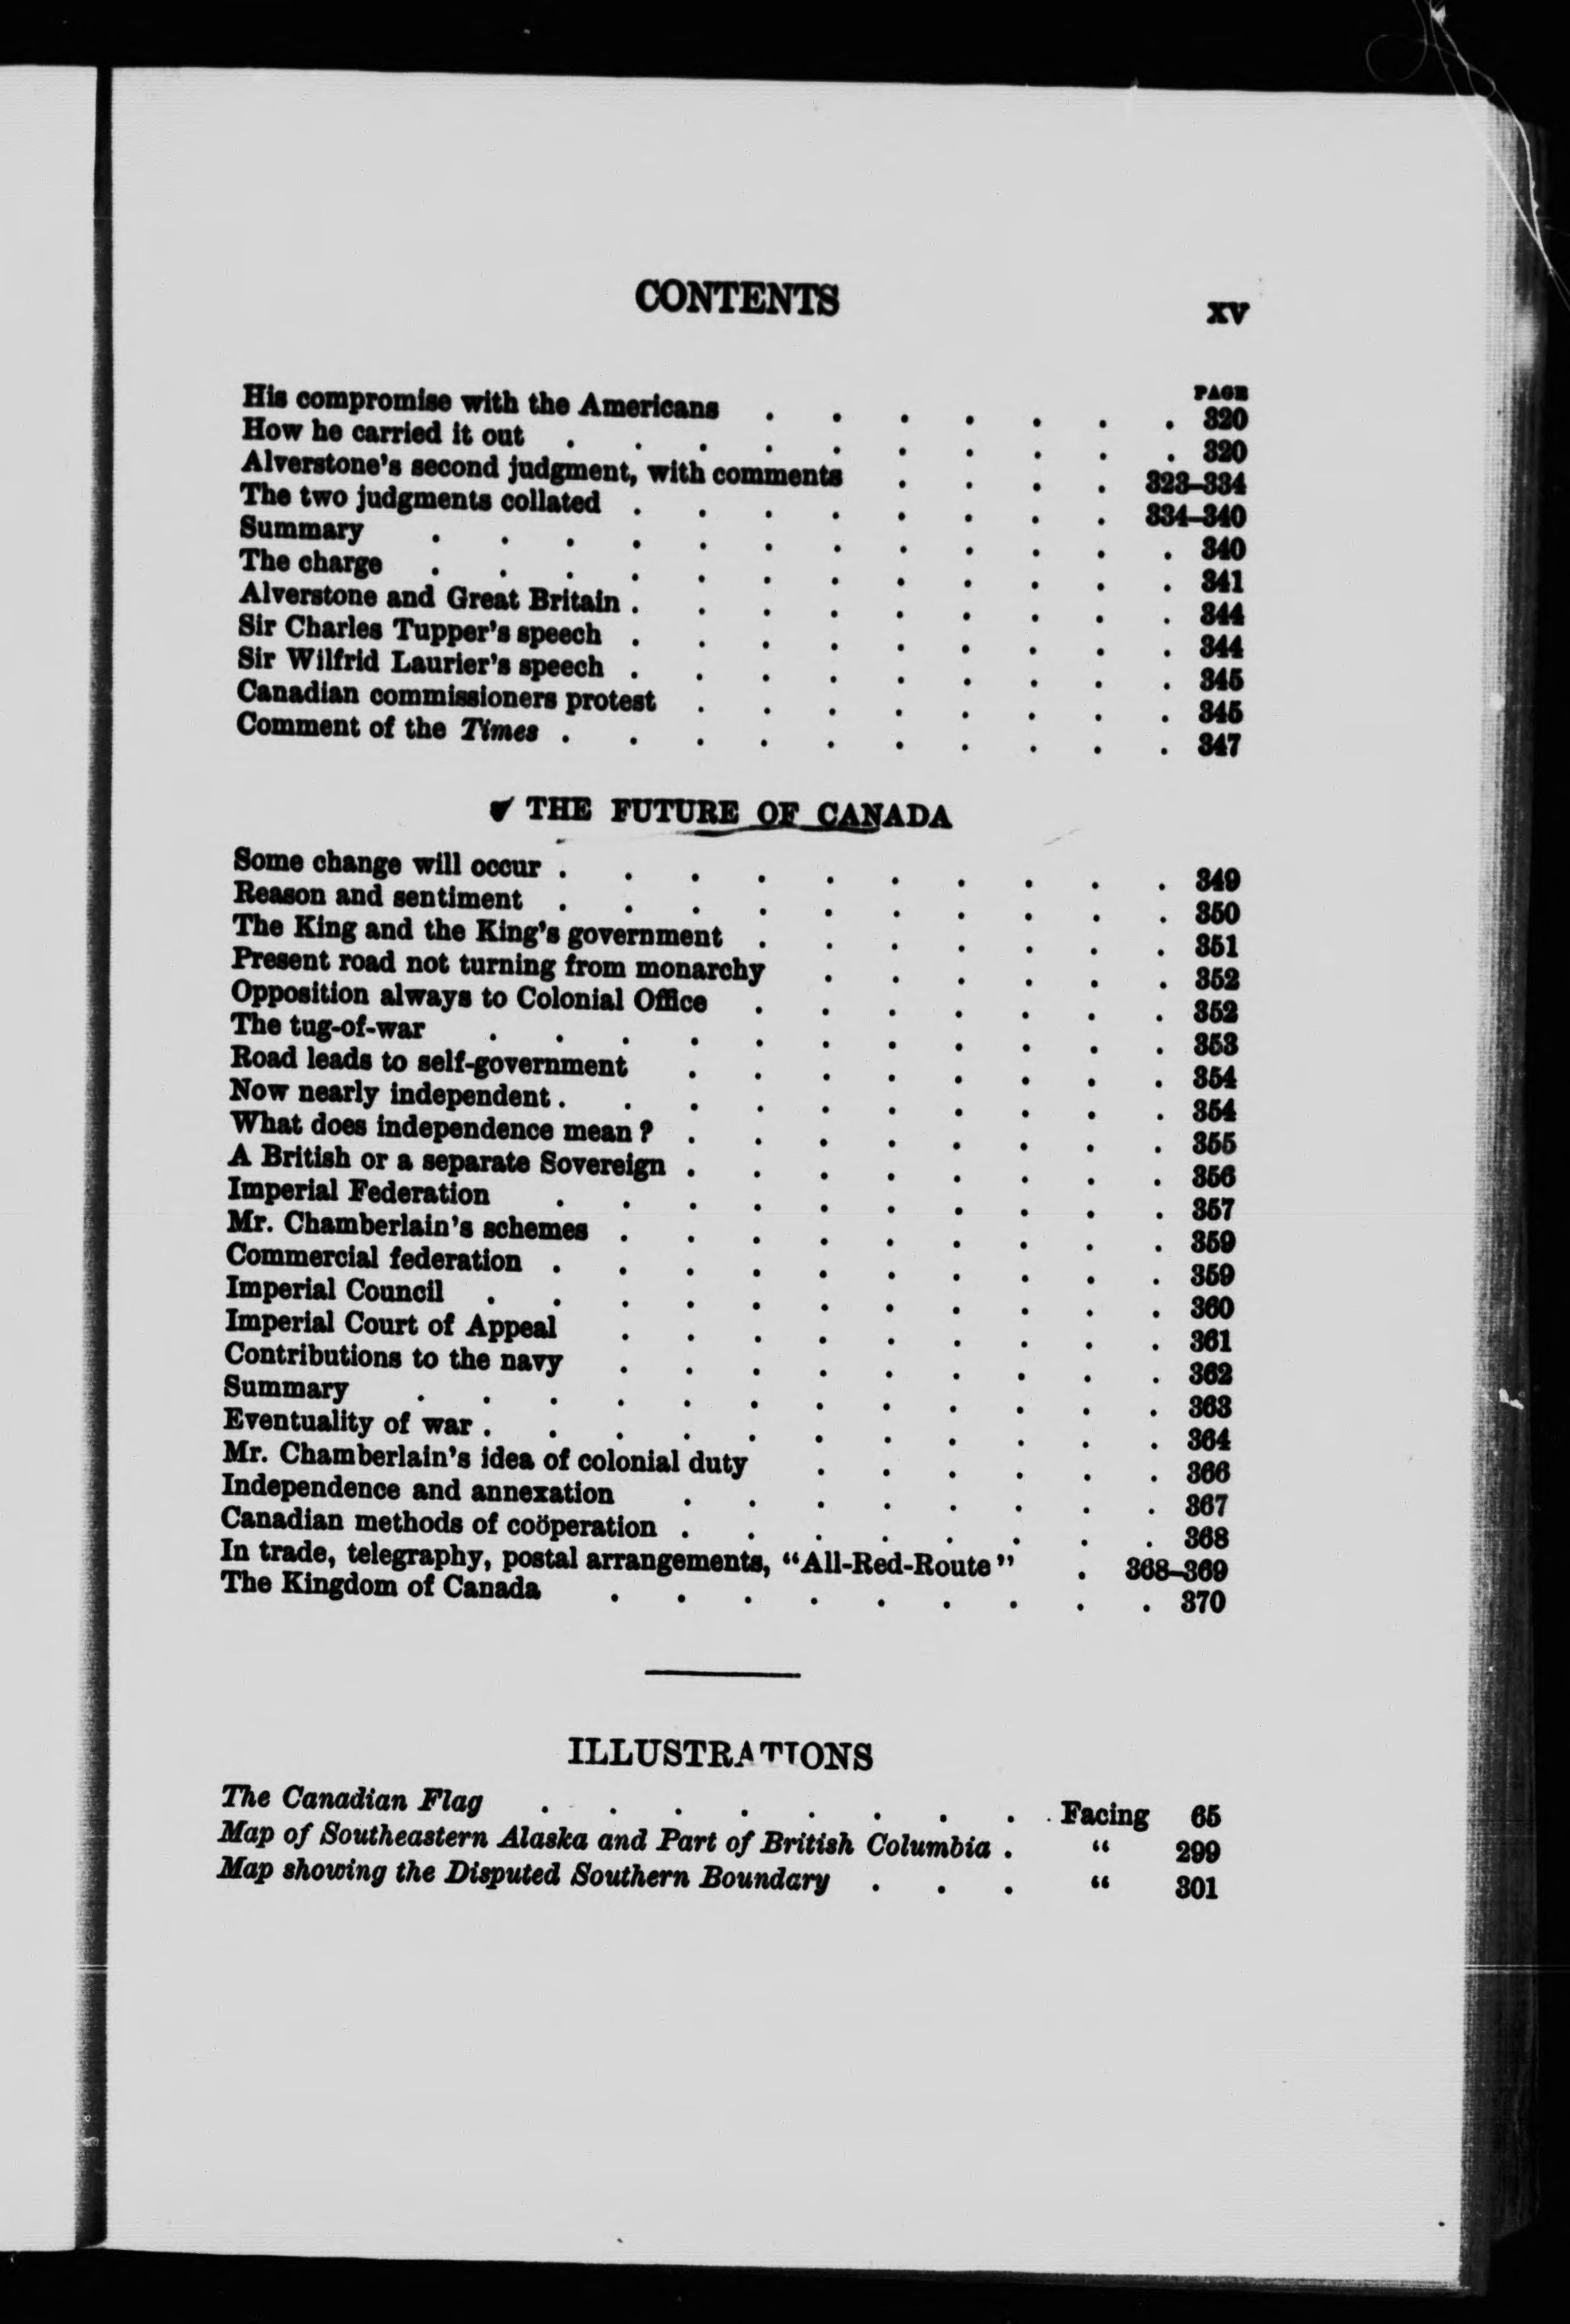 CONTENTS xv
PAGE
His compromise with the Americans . . . . . . . 320
How he carried it out . . . . . . . . . . 320
Alverstone's second judgment, with comments . . . . 323–334
The two judgments collated . . . . . . . . 334–340
Summary . . . . . . . . . . . . 340
The charge . . . . . . . . . . . . 341
Alverstone and Great Britain . . . . . . . . . 344
Sir Charles Tupper's speech . . . . . . . . . 344
Sir Wilfrid Laurier's speech . . . . . . . . . 345
Canadian commissioners protest . . . . . . . . 345
Comment of the Times . . . . . . . . . . 347
THE FUTURE OF CANADA
Some change will occur . . . . . . . . . . 349
Reason and sentiment . . . . . . . . . . 350
The King and the King's government . . . . . . . 351
Present road not turning from monarchy . . . . . . 352
Opposition always to Colonial Office . . . . . . . 352
The tug-of-war . . . . . . . . . . . 353
Road leads to self-government . . . . . . . . 354
Now nearly independent . . . . . . . . . . 354
What does independence mean ? . . . . . . . . 355
A British or a separate Sovereign . . . . . . . . 356
Imperial Federation . . . . . . . . . . 357
Mr. Chamberlain's schemes . . . . . . . . . 359
Commercial federation . . . . . . . . . . 359
Imperial Council . . . . . . . . . . . 360
Imperial Court of Appeal . . . . . . . . . 361
Contributions to the navy . . . . . . . . . 362
Summary . . . . . . . . . . . . 363
Eventuality of war . . . . . . . . . . . 364
Mr. Chamberlain's idea of colonial duty . . . . . . 366
Independence and annexation . . . . . . . . 367
Canadian methods of coöperation . . . . . . . . 368
In trade, telegraphy, postal arrangements, “All-Red-Route” . 368–369
The Kingdom of Canada . . . . . . . . . 370
ILLUSTRATIONS
The Canadian Flag . . . . . . . . . Facing 65
Map of Southeastern Alaska and Part of British Columbia . “ 299
Map showing the Disputed Southern Boundary . . . “ 301